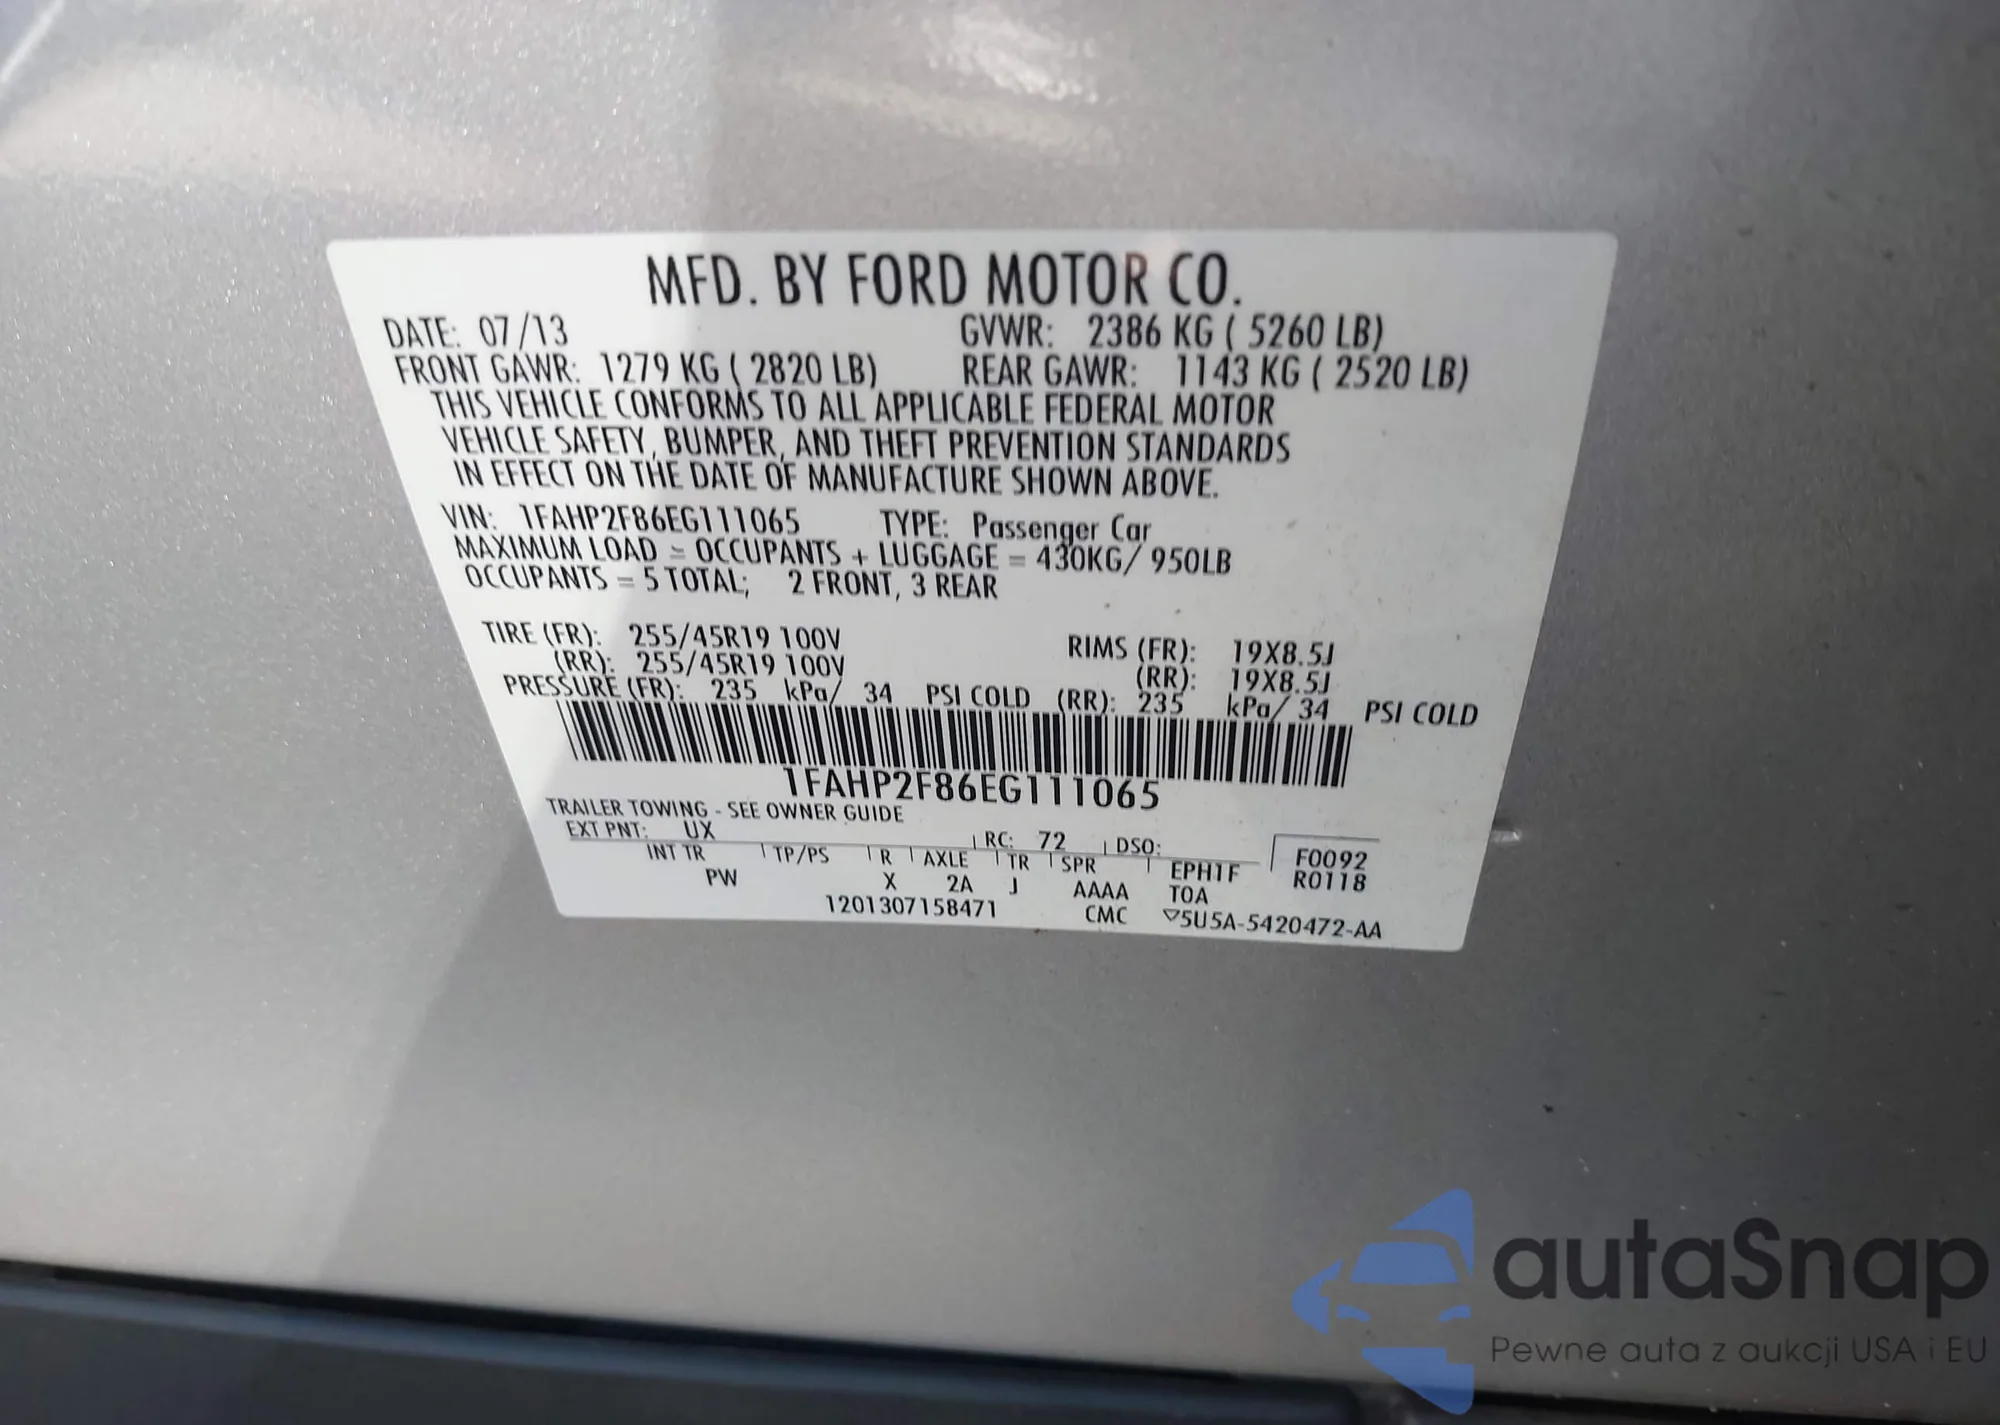 MFD. BY FORD MOTOR CO.
DATE: 07/13 GVWR: 2386 KG ( 5260 LB)
FRONT GAWR: 1279 KG ( 2820 LB) REAR GAWR: 1143 KG ( 2520 LB)
THIS VEHICLE CONFORMS TO ALL APPLICABLE FEDERAL MOTOR
VEHICLE SAFETY, BUMPER, AND THEFT PREVENTION STANDARDS
IN EFFECT ON THE DATE OF MANUFACTURE SHOWN ABOVE.
VIN: 1FAHP2F86EG111065 TYPE: Passenger Car
MAXIMUM LOAD = OCCUPANTS + LUGGAGE = 430KG/ 950LB
OCCUPANTS = 5 TOTAL; 2 FRONT, 3 REAR
TIRE (FR): 255/45R19 100V RIMS (FR): 19X8.5J
(RR): 255/45R19 100V (RR): 19X8.5J
PRESSURE (FR): 235 kPa/ 34 PSI COLD (RR): 235 kPa/ 34 PSI COLD
1FAHP2F86EG111065
TRAILER TOWING - SEE OWNER GUIDE
EXT PNT: UX RC: 72 DSO: F0092
INT TR TP/PS R AXLE TR SPR EPH1F R0118
PW X 2A J AAAA TOA
1201307158471 CMC ▽5U5A-5420472-AA
autaSnap
Pewne auta z aukcji USA i EU